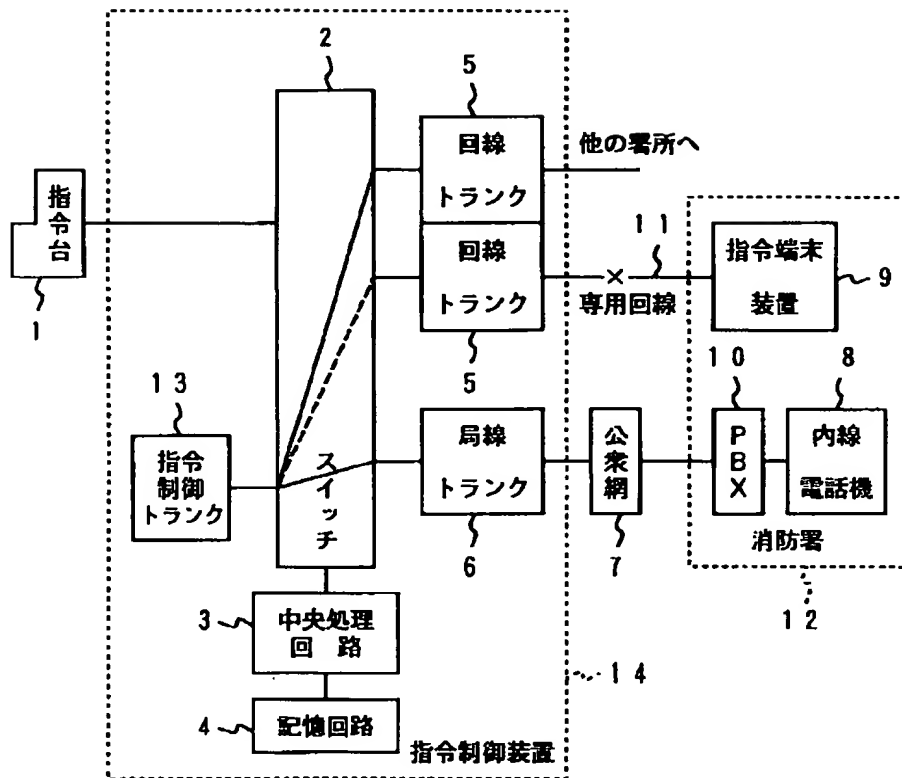 2
5
回線
トランク
他の署所へ
指令台
1
回線
トランク
5
×
専用回線
11
指令端末
装置
9
13
指令
制御
トランク
スイッチ
局線
トランク
6
公衆網
7
10
PBX
8
内線
電話機
消防署
12
3
中央処理
回路
4
記憶回路
14
指令制御装置